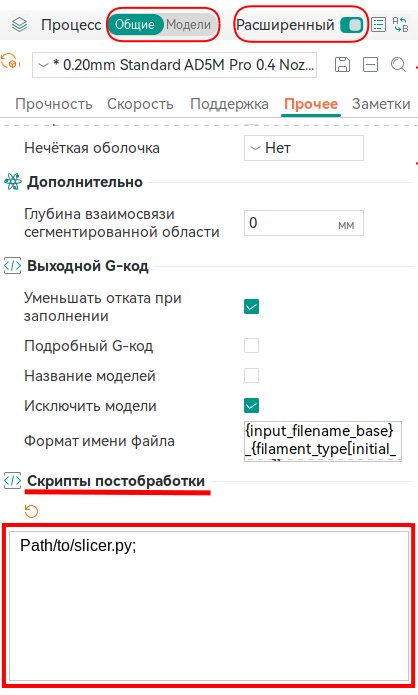 Процесс Общие Модели Расширенный
* 0.20mm Standard AD5M Pro 0.4 Noz...
Прочность Скорость Поддержка Прочее Заметки
Нечёткая оболочка Нет
Дополнительно
Глубина взаимосвязи
сегментированной области 0 мм
Выходной G-код
Уменьшать отката при
заполнении
Подробный G-код
Название моделей
Исключить модели
Формат имени файла {input_filename_base}
_{filament_type[initial_
Скрипты постобработки
Path/to/slicer.py;